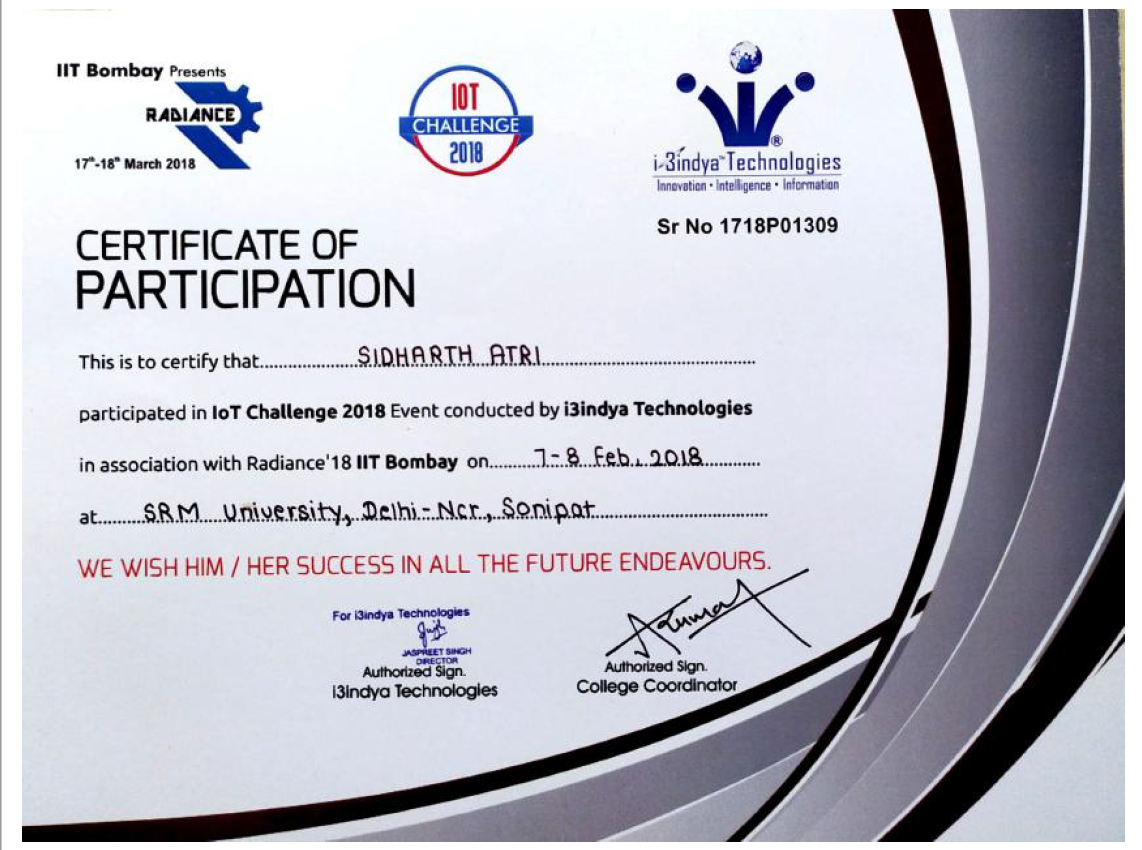 IIT Bombay Presents
RADIANCE
17th-18th March 2018
IOT
CHALLENGE
2018
i-3indya™Technologies
Innovation • Intelligence • Information
Sr No 1718P01309
CERTIFICATE OF
PARTICIPATION
This is to certify that SIDHARTH ATRI
participated in IoT Challenge 2018 Event conducted by i3indya Technologies
in association with Radiance'18 IIT Bombay on 7-8 Feb, 2018
at SRM University, Delhi-Ncr, Sonipat
WE WISH HIM / HER SUCCESS IN ALL THE FUTURE ENDEAVOURS.
For i3indya Technologies
JASPREET SINGH
DIRECTOR
Authorized Sign.
i3indya Technologies
AKumar
Authorized Sign.
College Coordinator